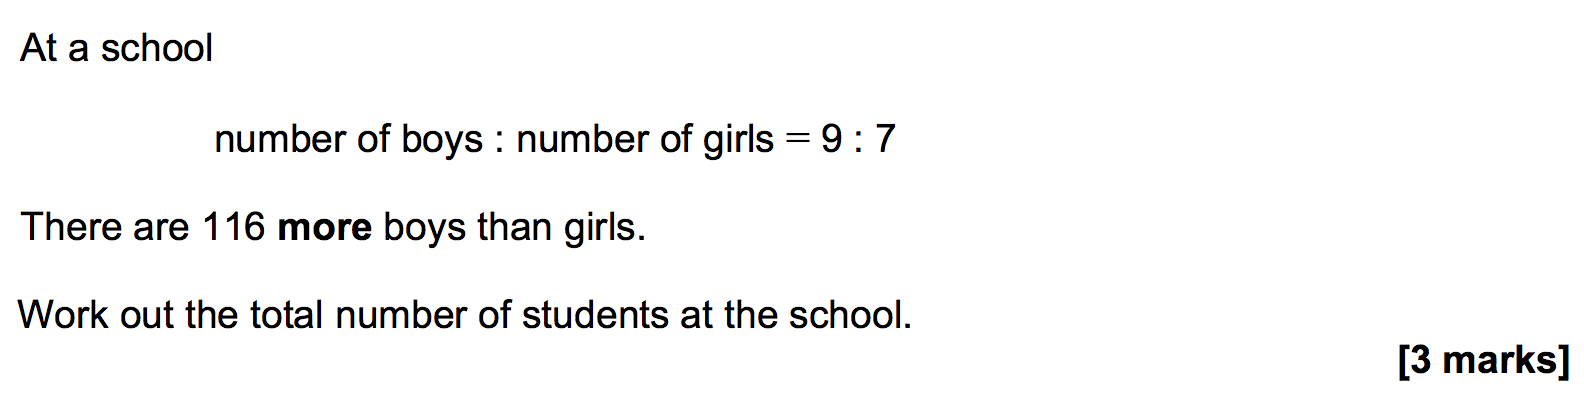 At a school
number of boys : number of girls = 9 : 7
There are 116 more boys than girls.
Work out the total number of students at the school.
[3 marks]